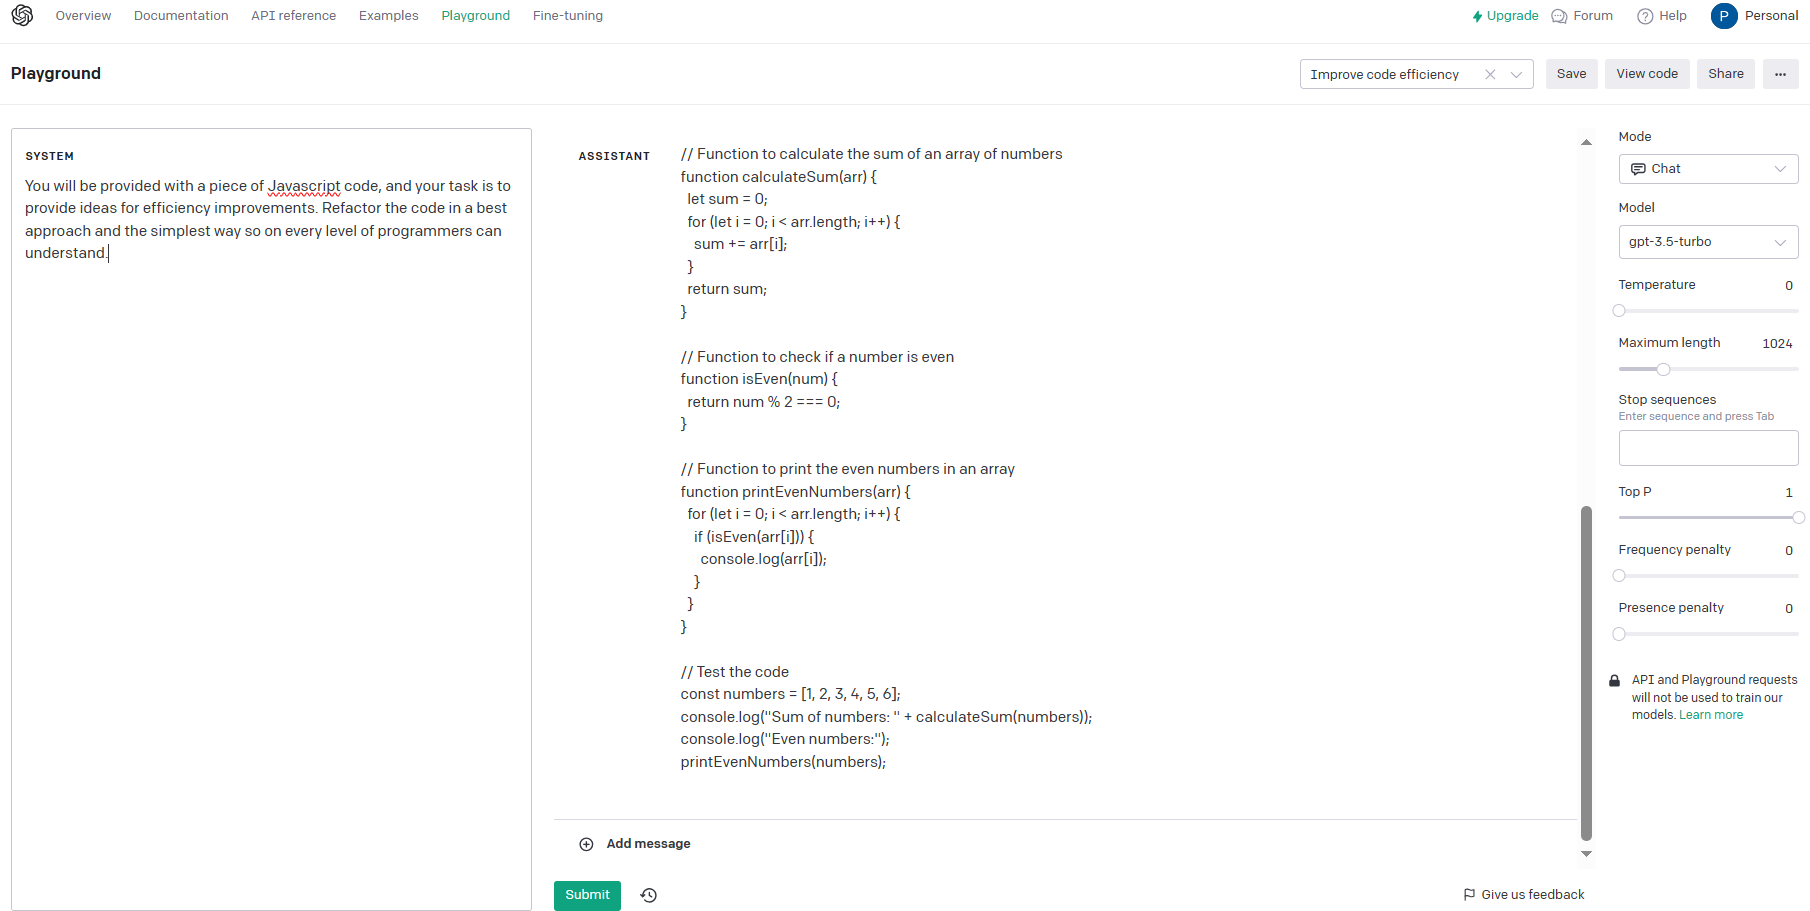 Overview Documentation API reference Examples Playground Fine-tuning Upgrade Forum Help P Personal
Playground Improve code efficiency Save View code Share ...
SYSTEM
You will be provided with a piece of Javascript code, and your task is to
provide ideas for efficiency improvements. Refactor the code in a best
approach and the simplest way so on every level of programmers can
understand.
ASSISTANT
// Function to calculate the sum of an array of numbers
function calculateSum(arr) {
  let sum = 0;
  for (let i = 0; i < arr.length; i++) {
    sum += arr[i];
  }
  return sum;
}
// Function to check if a number is even
function isEven(num) {
  return num % 2 === 0;
}
// Function to print the even numbers in an array
function printEvenNumbers(arr) {
  for (let i = 0; i < arr.length; i++) {
    if (isEven(arr[i])) {
      console.log(arr[i]);
    }
  }
}
// Test the code
const numbers = [1, 2, 3, 4, 5, 6];
console.log("Sum of numbers: " + calculateSum(numbers));
console.log("Even numbers:");
printEvenNumbers(numbers);
Add message
Submit
Give us feedback
Mode
Chat
Model
gpt-3.5-turbo
Temperature 0
Maximum length 1024
Stop sequences
Enter sequence and press Tab
Top P 1
Frequency penalty 0
Presence penalty 0
API and Playground requests
will not be used to train our
models. Learn more